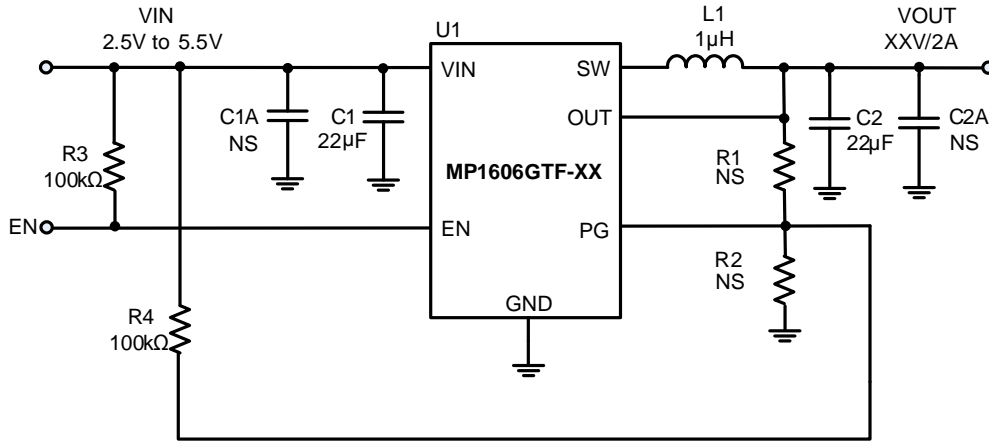 VIN
2.5V to 5.5V
U1
L1
1µH
VOUT
XXV/2A
VIN
SW
C1A
NS
C1
22µF
OUT
C2
22µF
C2A
NS
R3
100kΩ
MP1606GTF-XX
R1
NS
EN
EN
PG
R2
NS
GND
R4
100kΩ